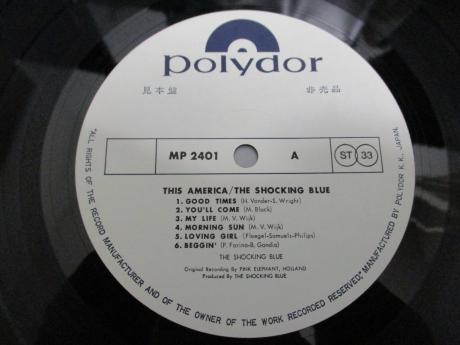 polydor
見本盤 非売品
MP 2401 A ST 33
THIS AMERICA/THE SHOCKING BLUE
1. GOOD TIMES (H. Vander-S. Wright)
2. YOU'LL COME (M. Black)
3. MY LIFE (M. V. Wijk)
4. MORNING SUN (M. V. Wijk)
5. LOVING GIRL (Fluegel-Samuels-Philips)
6. BEGGIN' (P. Farina-B. Gandia)
THE SHOCKING BLUE
Original Recording By PINK ELEPHANT, HOLLAND
Produced By THE SHOCKING BLUE
"ALL RIGHTS OF THE RECORD MANUFACTURER AND OF THE OWNER OF THE WORK RECORDED RESERVED," MANUFACTURED BY POLYDOR K. K., JAPAN.